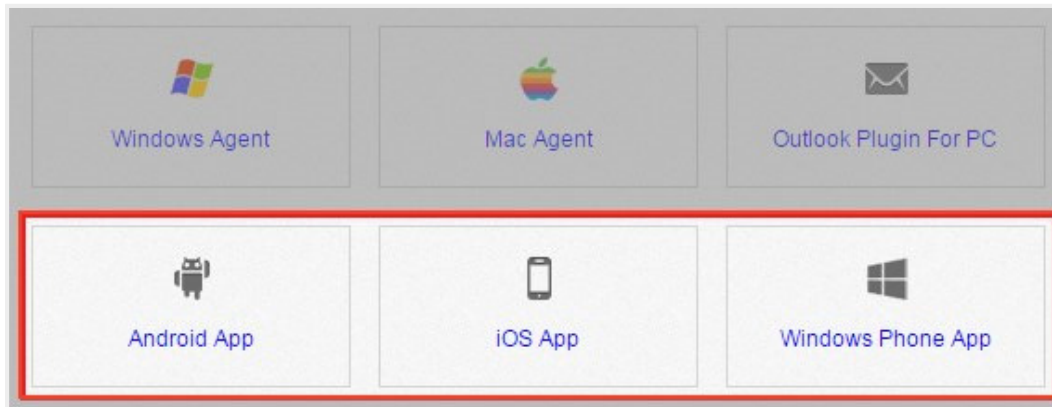 Windows Agent
Mac Agent
Outlook Plugin For PC
Android App
iOS App
Windows Phone App